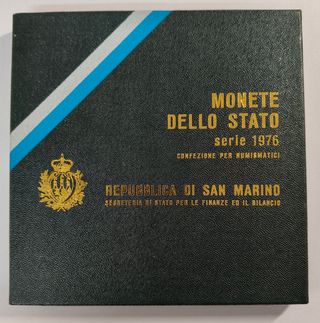 MONETE
DELLO STATO
serie 1976
CONFEZIONE PER NUMISMATICI
REPUBBLICA DI SAN MARINO
SEGRETERIA DI STATO PER LE FINANZE ED IL BILANCIO